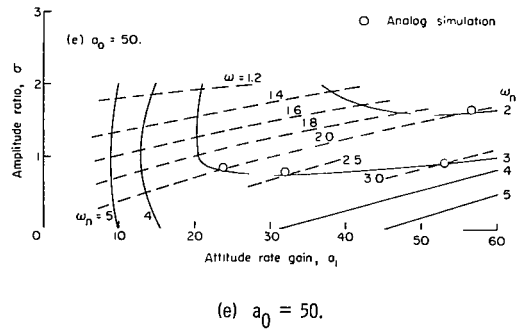 3
O Analog simulation
(e) a₀ = 50.
ω = 1.2
1.4
1.6
1.8
2.0
2.5
3.0
ωₙ
2
3
4
5
2
1
0
Amplitude ratio, σ
ωₙ = 5
4
10
20
30
40
50
60
Attitude rate gain, a₁
(e) a₀ = 50.